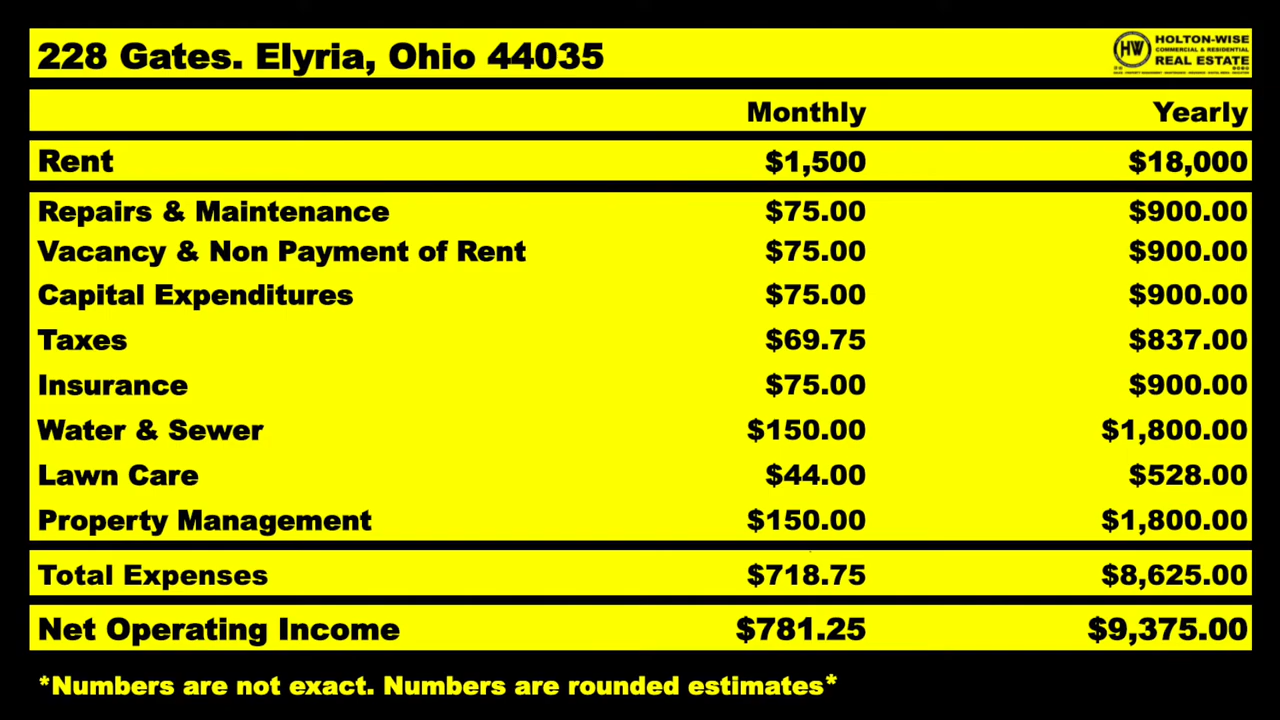 228 Gates. Elyria, Ohio 44035
HOLTON-WISE
COMMERCIAL & RESIDENTIAL
REAL ESTATE
HW
Monthly Yearly
Rent $1,500 $18,000
Repairs & Maintenance $75.00 $900.00
Vacancy & Non Payment of Rent $75.00 $900.00
Capital Expenditures $75.00 $900.00
Taxes $69.75 $837.00
Insurance $75.00 $900.00
Water & Sewer $150.00 $1,800.00
Lawn Care $44.00 $528.00
Property Management $150.00 $1,800.00
Total Expenses $718.75 $8,625.00
Net Operating Income $781.25 $9,375.00
*Numbers are not exact. Numbers are rounded estimates*